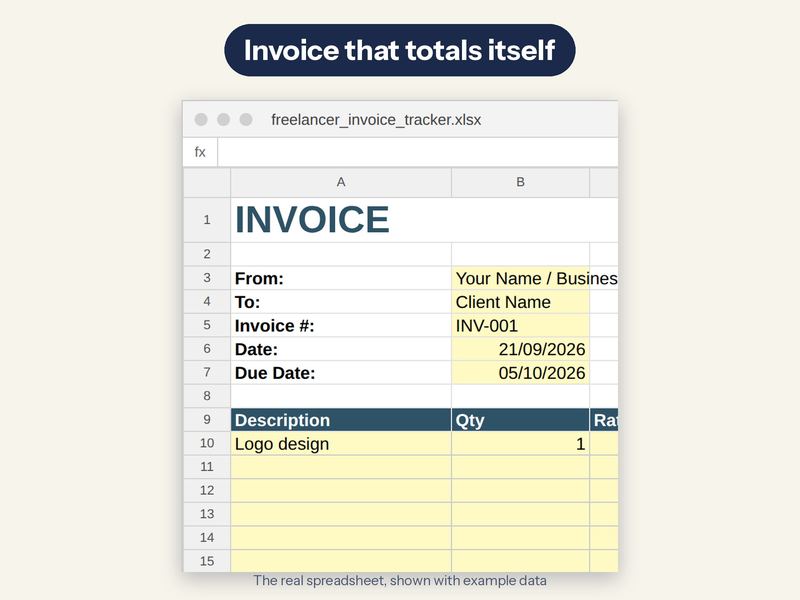 Invoice that totals itself
freelancer_invoice_tracker.xlsx
fx
A B
1 INVOICE
2
3 From: Your Name / Busines
4 To: Client Name
5 Invoice #: INV-001
6 Date: 21/09/2026
7 Due Date: 05/10/2026
8
9 Description Qty Rat
10 Logo design 1
11
12
13
14
15
The real spreadsheet, shown with example data